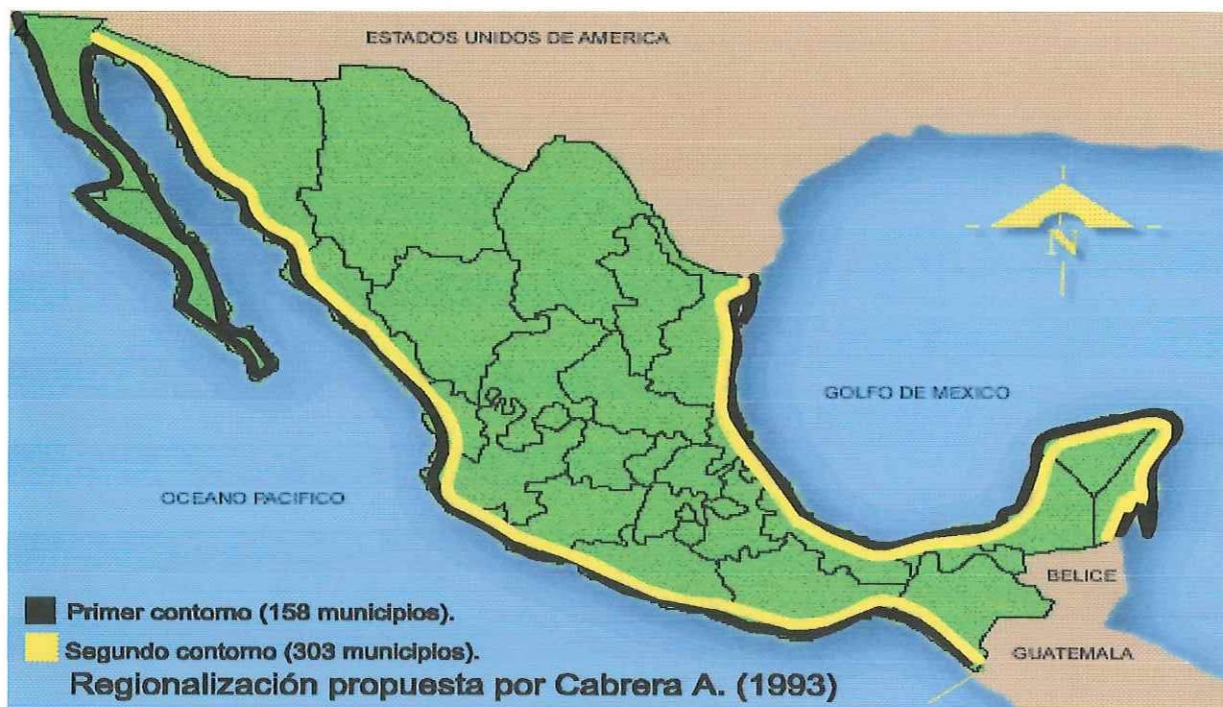 ESTADOS UNIDOS DE AMERICA
N
GOLFO DE MEXICO
OCEANO PACIFICO
BELICE
GUATEMALA
Primer contorno (158 municipios).
Segundo contorno (303 municipios).
Regionalización propuesta por Cabrera A. (1993)